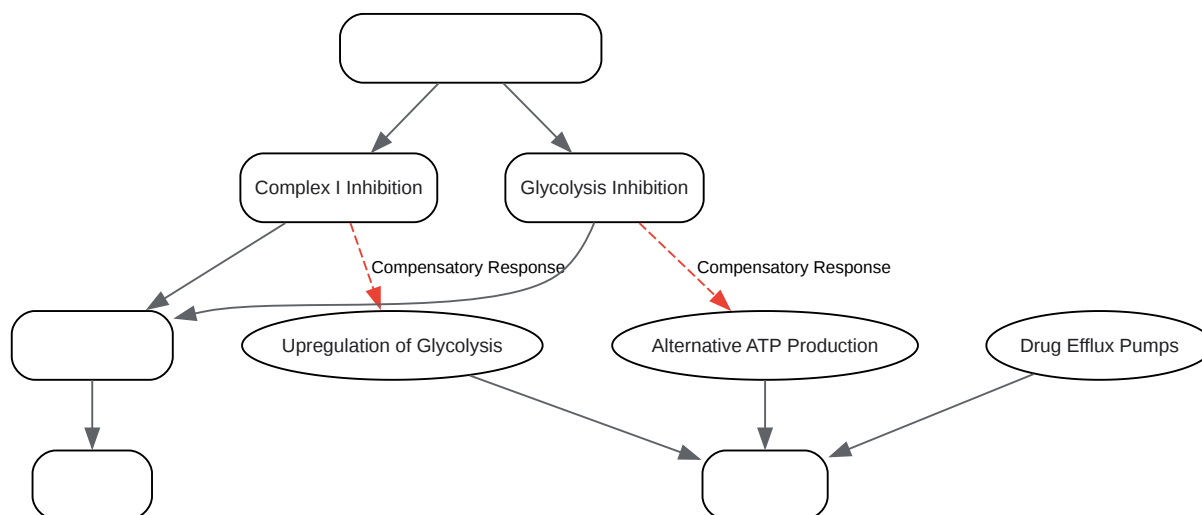 Complex I Inhibition
Glycolysis Inhibition
Compensatory Response
Compensatory Response
Upregulation of Glycolysis
Alternative ATP Production
Drug Efflux Pumps